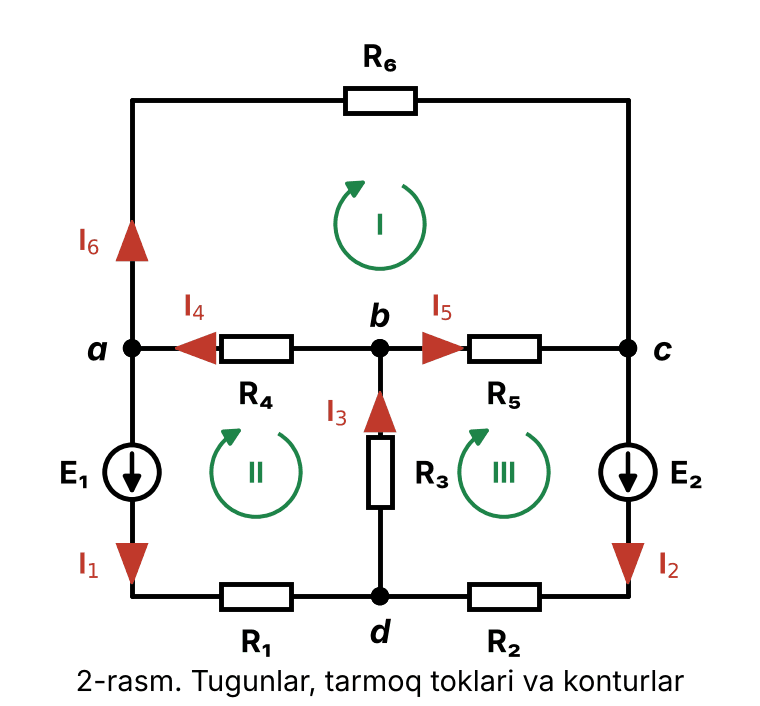 R₆
I
I₆
I₄
b
I₅
a
c
R₄
R₅
I₃
E₁
II
R₃
III
E₂
I₁
I₂
R₁
d
R₂
2-rasm. Tugunlar, tarmoq toklari va konturlar